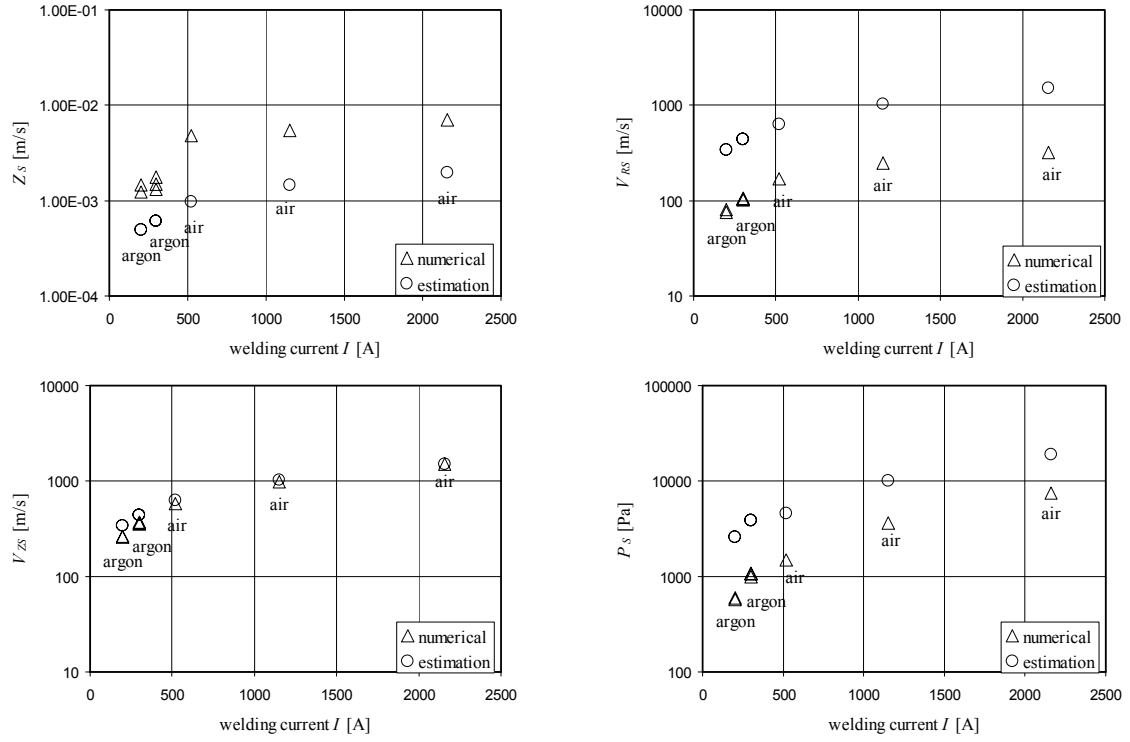 1.00E-01
1.00E-02
1.00E-03
1.00E-04
Z S [m/s]
argon
argon
air
air
air
numerical
estimation
0 500 1000 1500 2000 2500
welding current I [A]
10000
1000
100
10
V RS [m/s]
argon
argon
air
air
air
numerical
estimation
0 500 1000 1500 2000 2500
welding current I [A]
10000
1000
100
10
V ZS [m/s]
argon
argon
air
air
air
numerical
estimation
0 500 1000 1500 2000 2500
welding current I [A]
100000
10000
1000
100
P S [Pa]
argon
argon
air
air
air
numerical
estimation
0 500 1000 1500 2000 2500
welding current I [A]